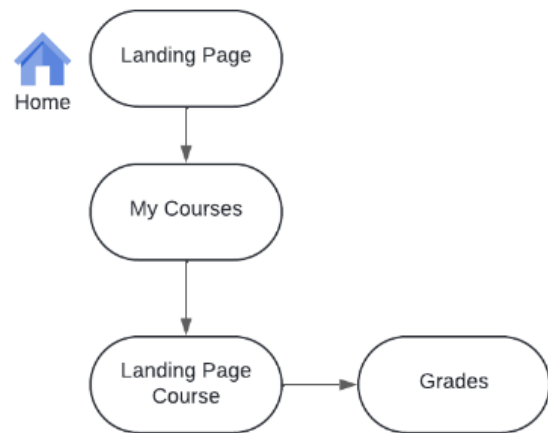 Landing Page
Home
My Courses
Landing Page
Course
Grades